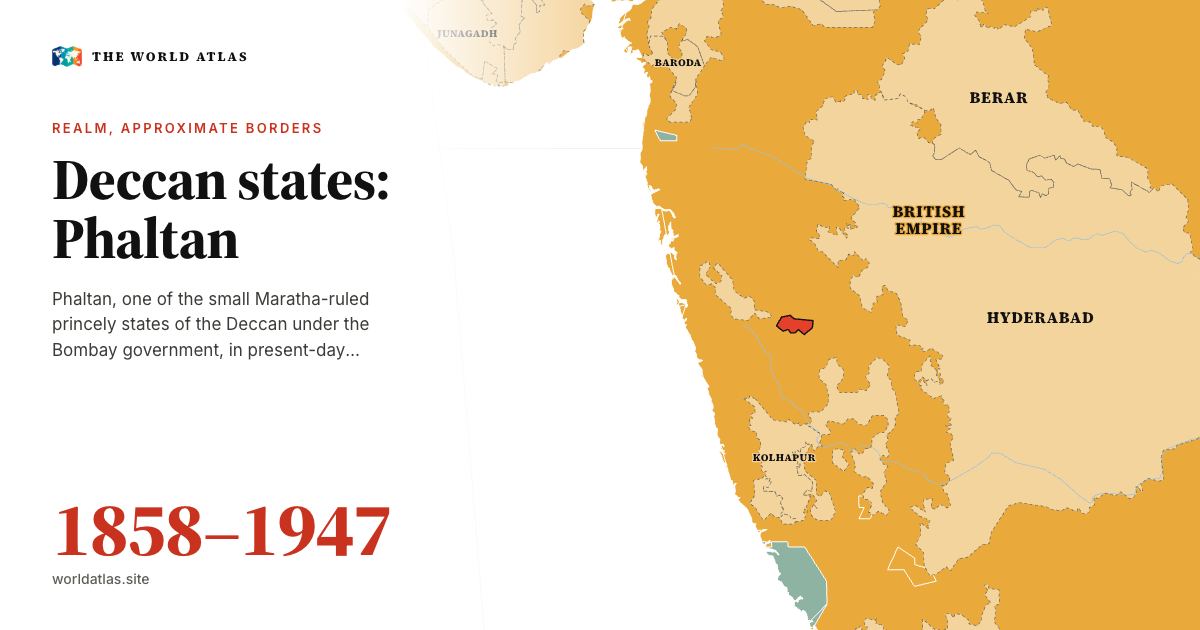 THE WORLD ATLAS
REALM, APPROXIMATE BORDERS
Deccan states:
Phaltan
Phaltan, one of the small Maratha-ruled
princely states of the Deccan under the
Bombay government, in present-day…
1858–1947
worldatlas.site
JUNAGADH
BARODA
BERAR
BRITISH
EMPIRE
HYDERABAD
KOLHAPUR